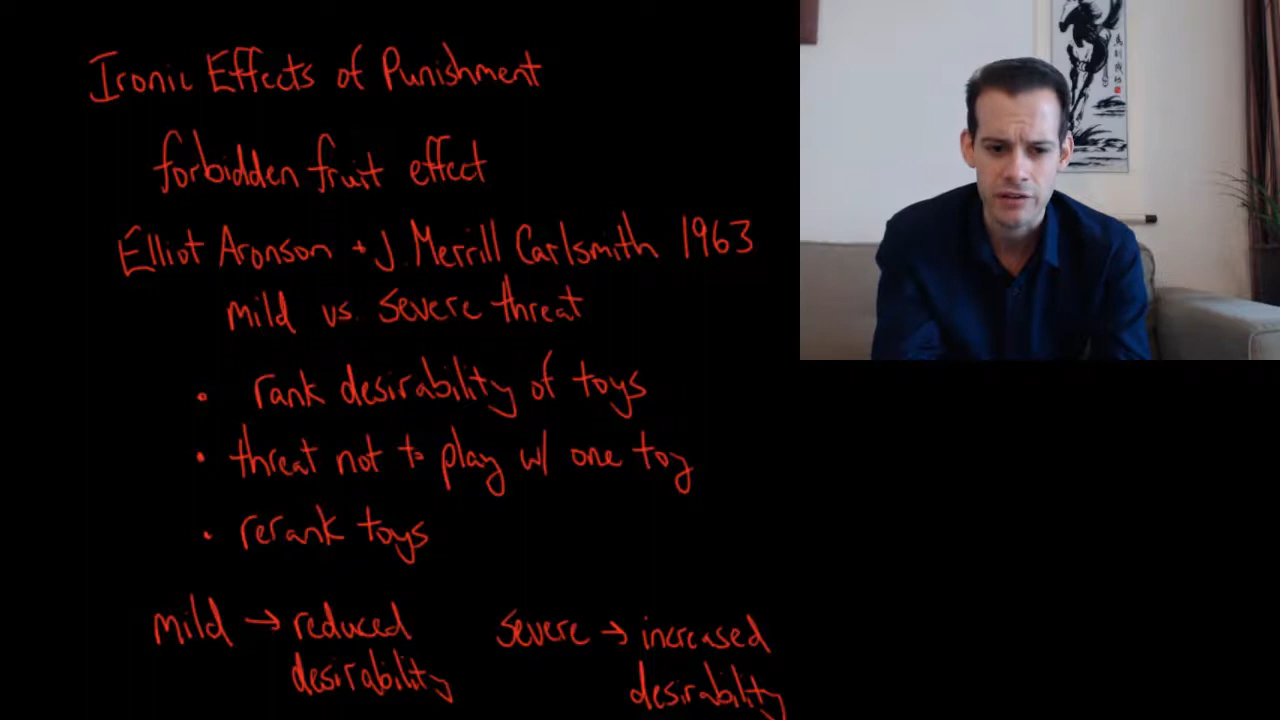 Ironic Effects of Punishment
forbidden fruit effect
Elliot Aronson + J. Merrill Carlsmith 1963
mild vs. severe threat
• rank desirability of toys
• threat not to play w/ one toy
• rerank toys
mild → reduced desirability
severe → increased desirability